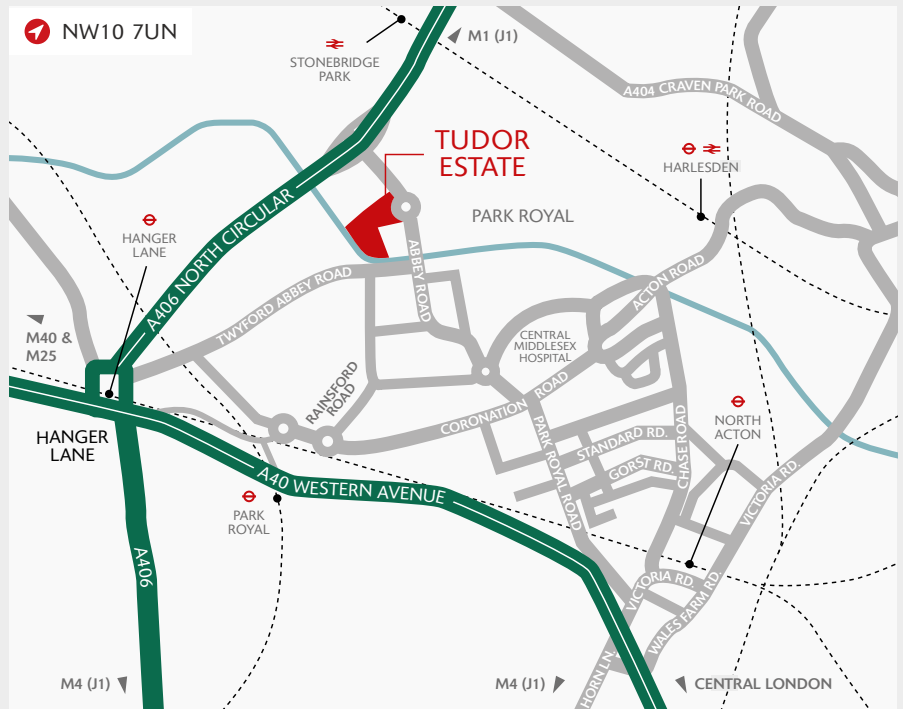 NW10 7UN
M1 (J1)
STONEBRIDGE
PARK
A404 CRAVEN PARK ROAD
TUDOR
ESTATE
HARLESDEN
PARK ROYAL
HANGER
LANE
A406 NORTH CIRCULAR
ABBEY ROAD
TWYFORD ABBEY ROAD
ACTON ROAD
M40 &
M25
CENTRAL
MIDDLESEX
HOSPITAL
RAINSFORD
ROAD
CORONATION ROAD
NORTH
ACTON
HANGER
LANE
STANDARD RD.
CHASE ROAD
PARK ROYAL ROAD
GORST RD.
VICTORIA RD.
A40 WESTERN AVENUE
PARK
ROYAL
A406
VICTORIA RD.
WALES FARM RD.
HORN LN.
M4 (J1)
M4 (J1)
CENTRAL LONDON